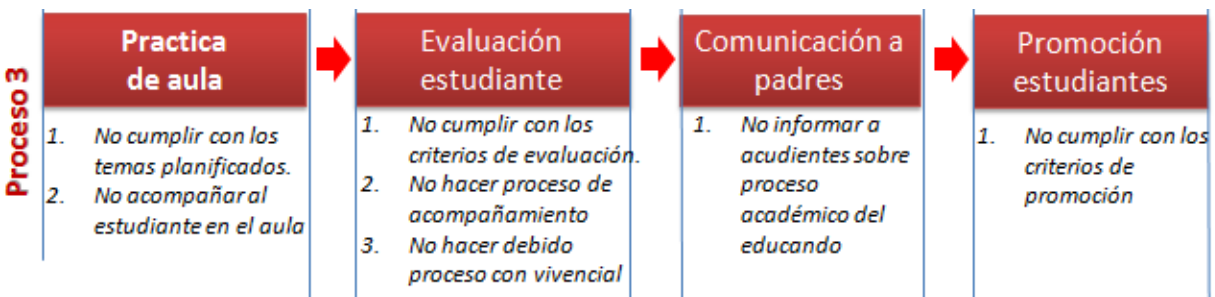 Proceso 3
Practica
de aula
1. No cumplir con los
temas planificados.
2. No acompañar al
estudiante en el aula
Evaluación
estudiante
1. No cumplir con los
criterios de evaluación.
2. No hacer proceso de
acompañamiento
3. No hacer debido
proceso con vivencial
Comunicación a
padres
1. No informar a
acudientes sobre
proceso
académico del
educando
Promoción
estudiantes
1. No cumplir con los
criterios de
promoción